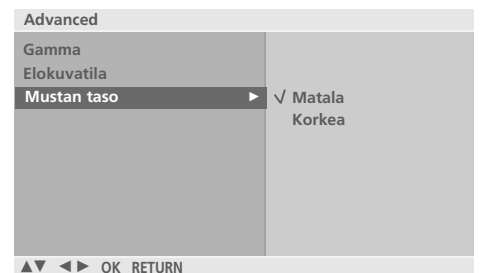 Advanced
Gamma
Elokuvatila
Mustan taso ► √ Matala
Korkea
▲▼ ◄► OK RETURN